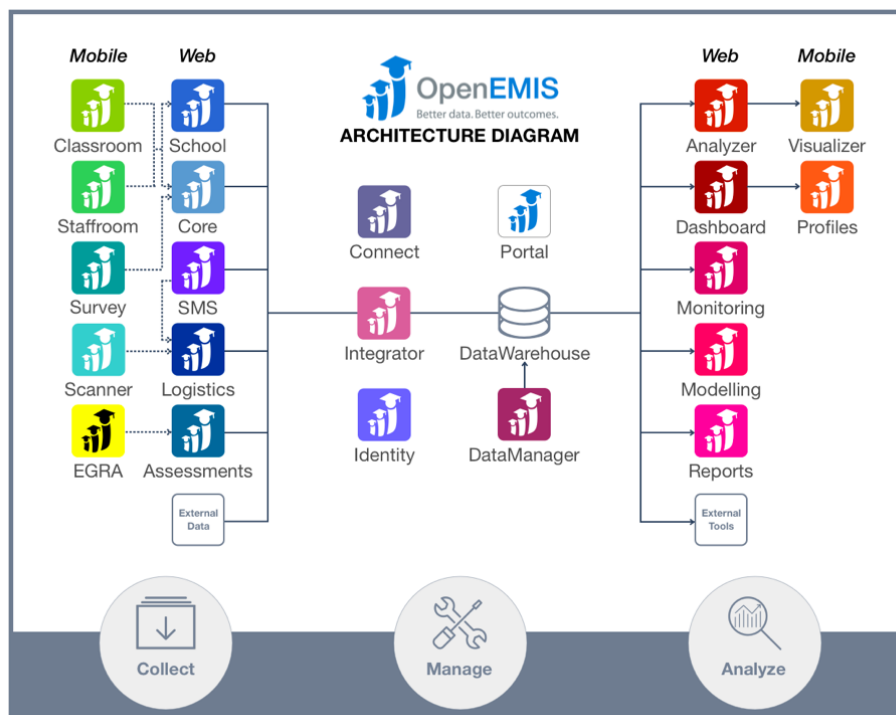 Mobile Web
OpenEMIS
Better data. Better outcomes.
ARCHITECTURE DIAGRAM
Web Mobile
Classroom School
Analyzer Visualizer
Staffroom Core
Connect Portal
Dashboard Profiles
Survey SMS
Monitoring
Integrator DataWarehouse
Scanner Logistics
Modelling
EGRA Assessments
Identity DataManager
Reports
External
Data
External
Tools
Collect
Manage
Analyze